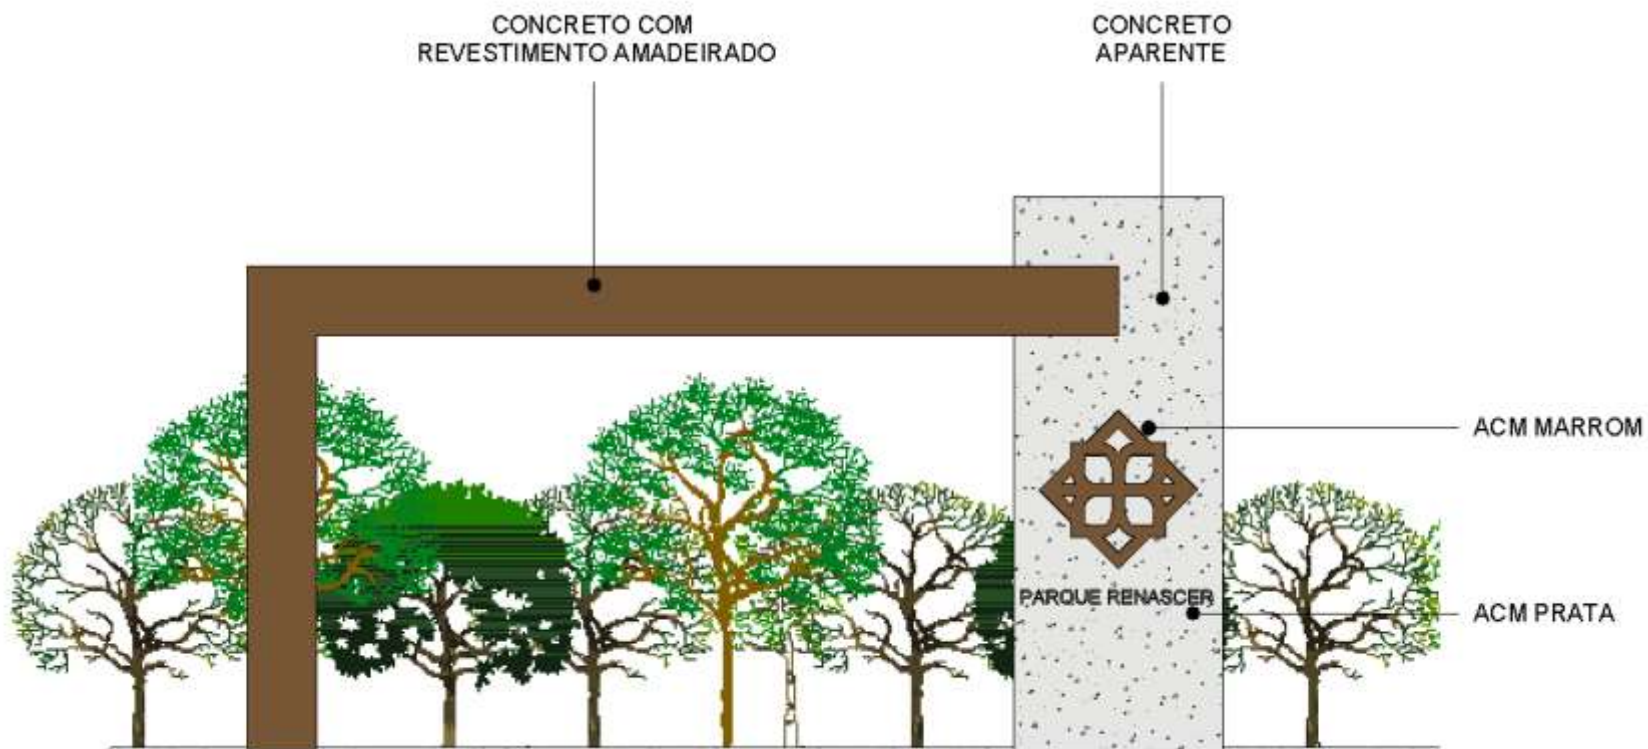 CONCRETO COM
REVESTIMENTO AMADEIRADO
CONCRETO
APARENTE
ACM MARROM
PARQUE RENASCER
ACM PRATA